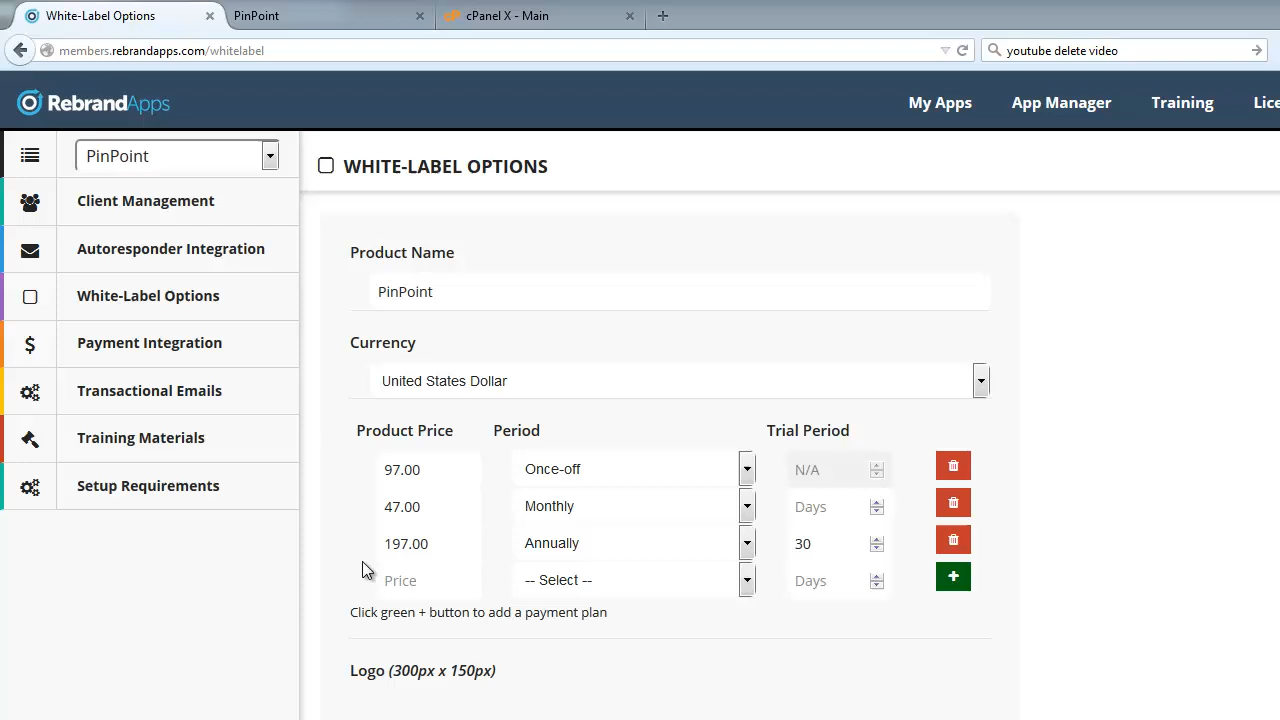 White-Label Options
PinPoint
cPanel X - Main
members.rebrandapps.com/whitelabel
youtube delete video
RebrandApps
My Apps
App Manager
Training
Lice
PinPoint
Client Management
Autoresponder Integration
White-Label Options
Payment Integration
Transactional Emails
Training Materials
Setup Requirements
WHITE-LABEL OPTIONS
Product Name
PinPoint
Currency
United States Dollar
Product Price Period Trial Period
97.00 Once-off N/A
47.00 Monthly Days
197.00 Annually 30
Price -- Select -- Days
Click green + button to add a payment plan
Logo (300px x 150px)